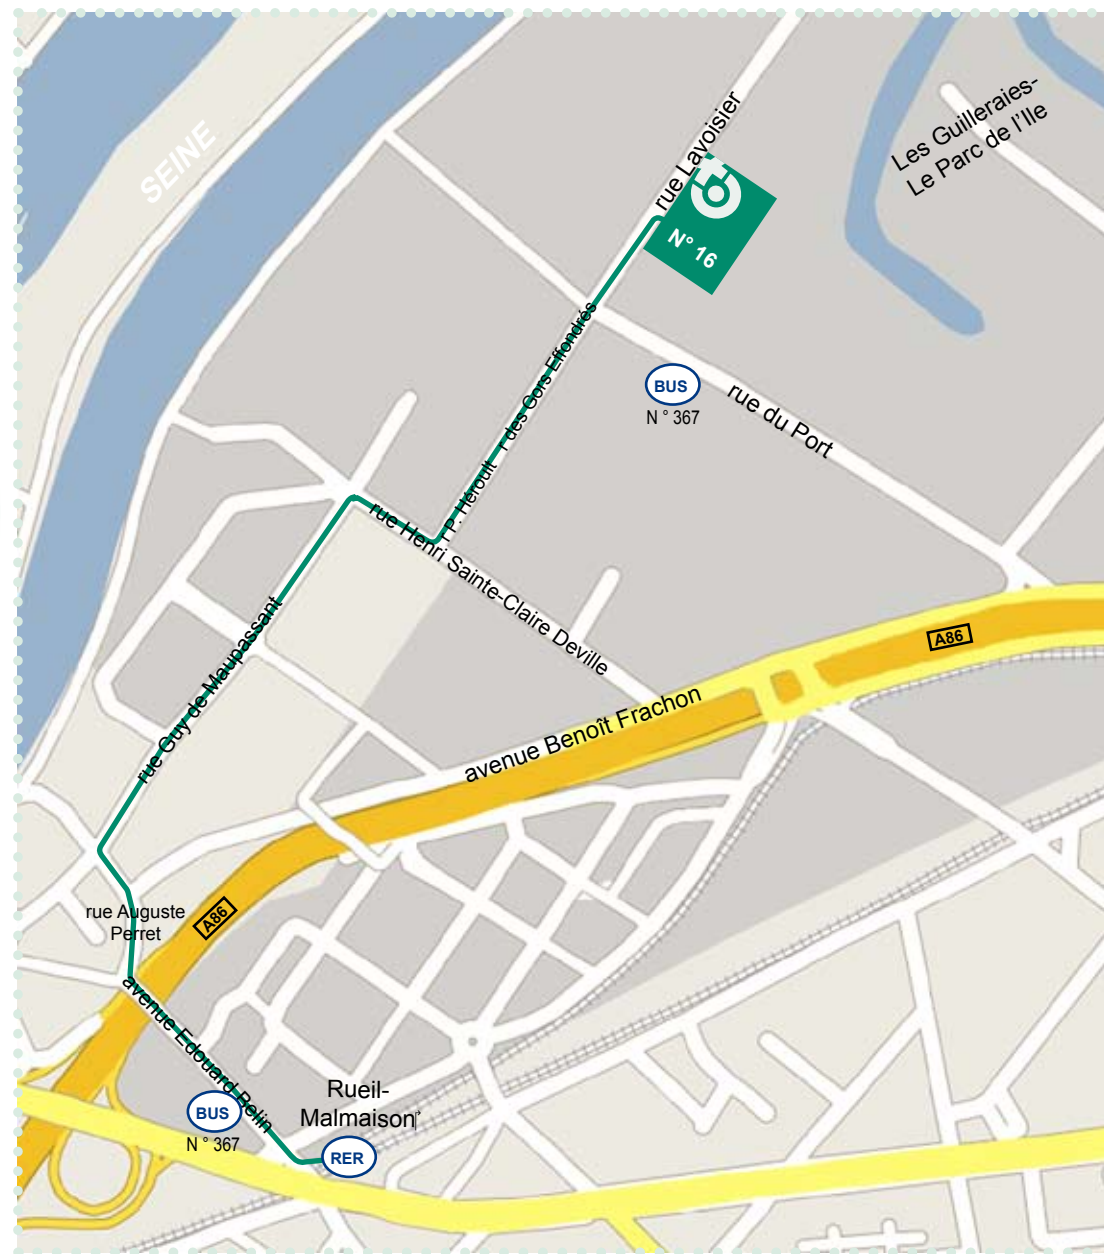 SEINE
rue Lavoisier
Les Guilleraies-
Le Parc de l'Ile
N° 16
r des Gors Effondrés
BUS
N ° 367
rue du Port
r P. Héroult
rue Henri Sainte-Claire Deville
rue Guy de Maupassant
A86
avenue Benoît Frachon
rue Auguste
Perret
A86
avenue Edouard Belin
Rueil-
Malmaison
BUS
N ° 367
RER